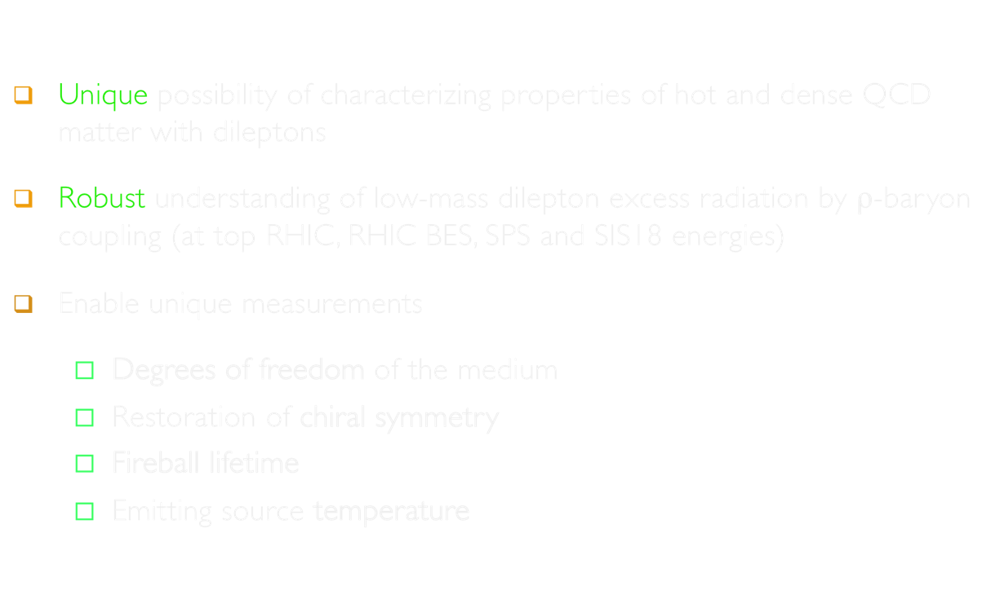 Unique possibility of characterizing properties of hot and dense QCD
matter with dileptons
Robust understanding of low-mass dilepton excess radiation by ρ-baryon
coupling (at top RHIC, RHIC BES, SPS and SIS18 energies)
Enable unique measurements
Degrees of freedom of the medium
Restoration of chiral symmetry
Fireball lifetime
Emitting source temperature